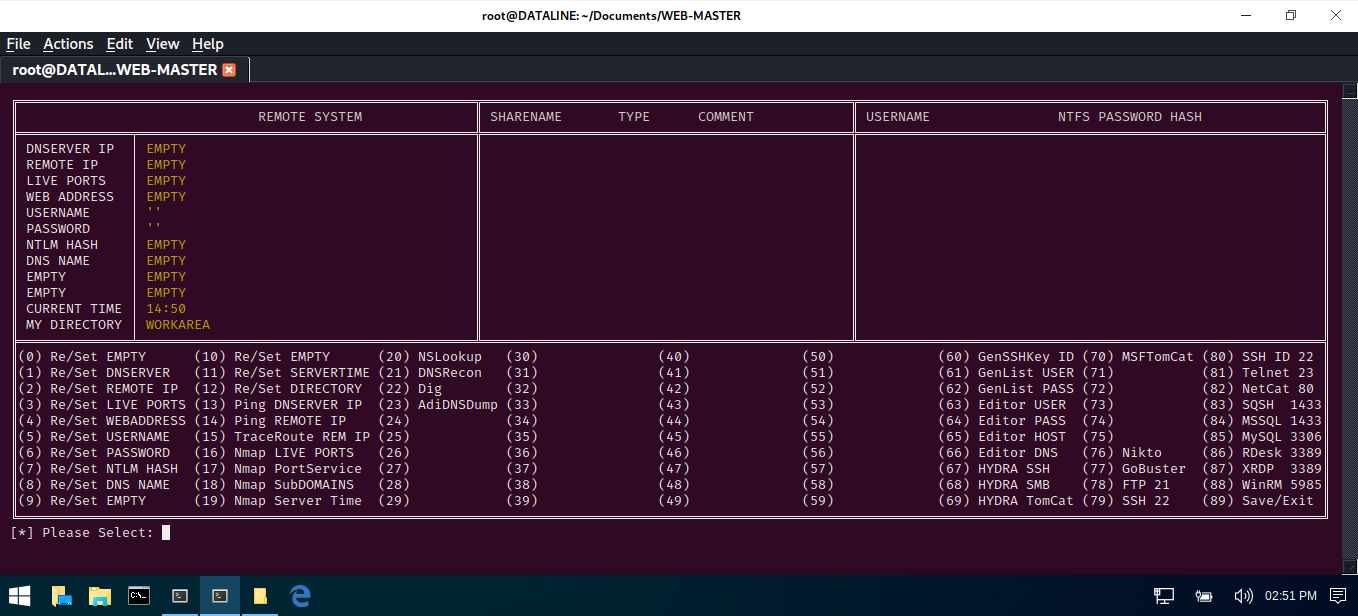 root@DATALINE: ~/Documents/WEB-MASTER
File Actions Edit View Help
root@DATAL...WEB-MASTER
REMOTE SYSTEM SHARENAME TYPE COMMENT USERNAME NTFS PASSWORD HASH
DNSERVER IP EMPTY
REMOTE IP EMPTY
LIVE PORTS EMPTY
WEB ADDRESS EMPTY
USERNAME ''
PASSWORD ''
NTLM HASH EMPTY
DNS NAME EMPTY
EMPTY EMPTY
EMPTY EMPTY
CURRENT TIME 14:50
MY DIRECTORY WORKAREA
(0) Re/Set EMPTY (10) Re/Set EMPTY (20) NSLookup (30) (40) (50) (60) GenSSHKey ID (70) MSFTomCat (80) SSH ID 22
(1) Re/Set DNSERVER (11) Re/Set SERVERTIME (21) DNSRecon (31) (41) (51) (61) GenList USER (71) (81) Telnet 23
(2) Re/Set REMOTE IP (12) Re/Set DIRECTORY (22) Dig (32) (42) (52) (62) GenList PASS (72) (82) NetCat 80
(3) Re/Set LIVE PORTS (13) Ping DNSERVER IP (23) AdiDNSDump (33) (43) (53) (63) Editor USER (73) (83) SQSH 1433
(4) Re/Set WEBADDRESS (14) Ping REMOTE IP (24) (34) (44) (54) (64) Editor PASS (74) (84) MSSQL 1433
(5) Re/Set USERNAME (15) TraceRoute REM IP (25) (35) (45) (55) (65) Editor HOST (75) (85) MySQL 3306
(6) Re/Set PASSWORD (16) Nmap LIVE PORTS (26) (36) (46) (56) (66) Editor DNS (76) Nikto (86) RDesk 3389
(7) Re/Set NTLM HASH (17) Nmap PortService (27) (37) (47) (57) (67) HYDRA SSH (77) GoBuster (87) XRDP 3389
(8) Re/Set DNS NAME (18) Nmap SubDOMAINS (28) (38) (48) (58) (68) HYDRA SMB (78) FTP 21 (88) WinRM 5985
(9) Re/Set EMPTY (19) Nmap Server Time (29) (39) (49) (59) (69) HYDRA TomCat (79) SSH 22 (89) Save/Exit
[*] Please Select:
02:51 PM